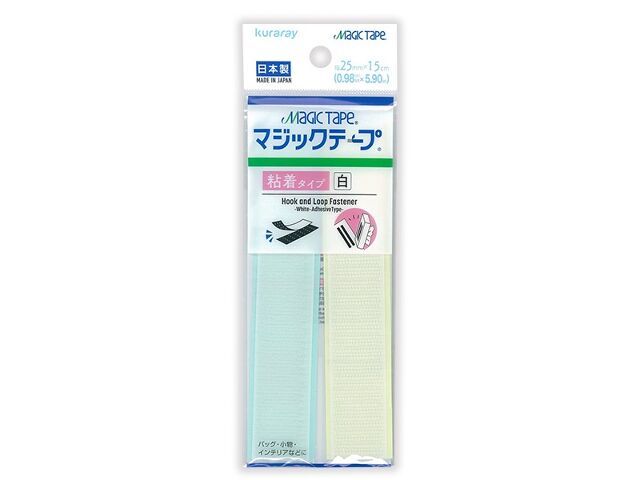 kuraray
MAGIC TAPE
幅25mm×15cm
(0.98in×5.90in)
日本製
MADE IN JAPAN
MAGIC TAPE®
マジックテープ®
粘着タイプ 白
Hook and Loop Fastener
-White-Adhesive Type-
バッグ・小物・
インテリアなどに